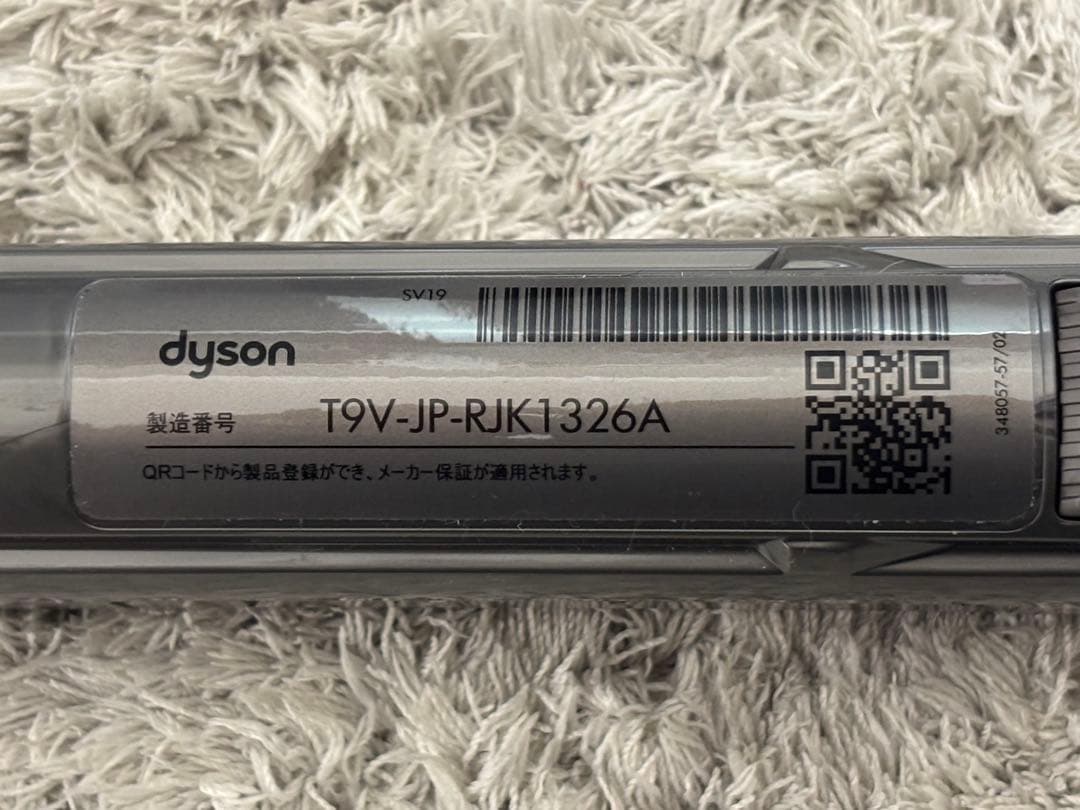 SV19
dyson
製造番号 T9V-JP-RJK1326A
QRコードから製品登録ができ、メーカー保証が適用されます。
348057-57/02